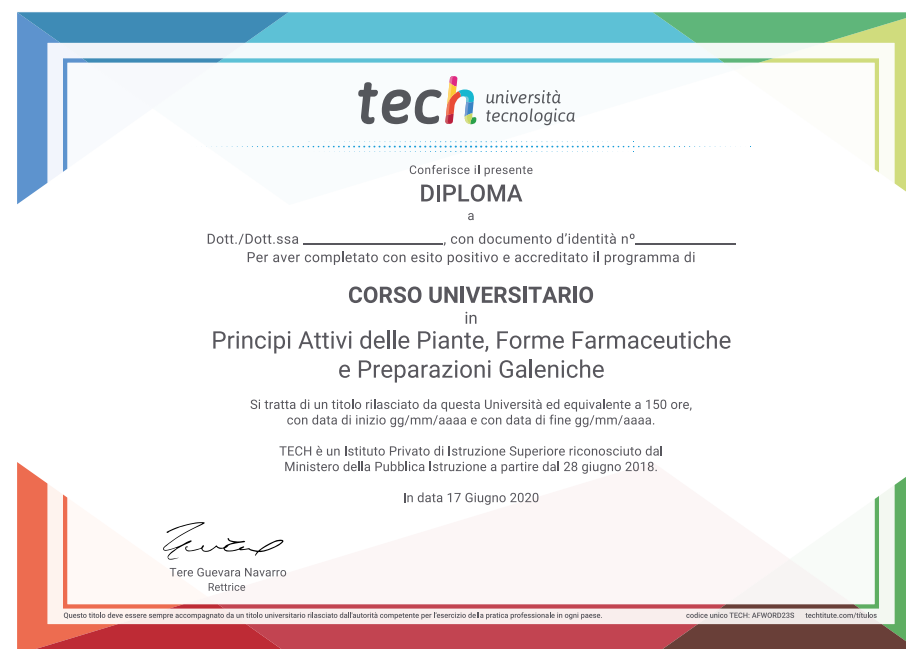 tech università
tecnologica
Conferisce il presente
DIPLOMA
a
Dott./Dott.ssa ____________________, con documento d'identità nº______________
Per aver completato con esito positivo e accreditato il programma di
CORSO UNIVERSITARIO
in
Principi Attivi delle Piante, Forme Farmaceutiche
e Preparazioni Galeniche
Si tratta di un titolo rilasciato da questa Università ed equivalente a 150 ore,
con data di inizio gg/mm/aaaa e con data di fine gg/mm/aaaa.
TECH è un Istituto Privato di Istruzione Superiore riconosciuto dal
Ministero della Pubblica Istruzione a partire dal 28 giugno 2018.
In data 17 Giugno 2020
Tere Guevara Navarro
Rettrice
Questo titolo deve essere sempre accompagnato da un titolo universitario rilasciato dall'autorità competente per l'esercizio della pratica professionale in ogni paese. codice unico TECH: AFWORD23S techtitute.com/titulos